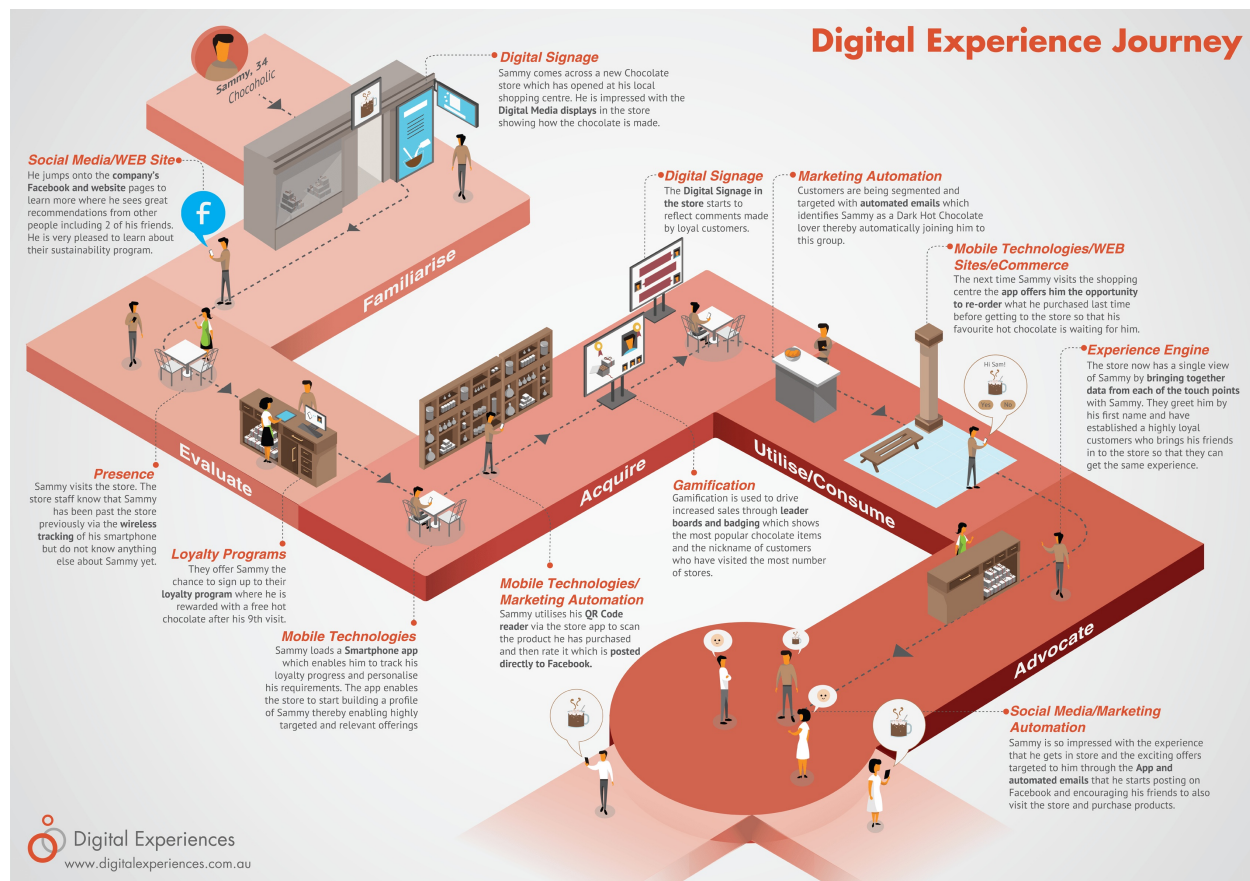 Digital Experience Journey
Sammy, 34
Chocoholic
Digital Signage
Sammy comes across a new Chocolate
store which has opened at his local
shopping centre. He is impressed with the
Digital Media displays in the store
showing how the chocolate is made.
Social Media/WEB Site
He jumps onto the company's
Facebook and website pages to
learn more where he sees great
recommendations from other
people including 2 of his friends.
He is very pleased to learn about
their sustainability program.
f
Familiarise
Digital Signage
The Digital Signage in
the store starts to
reflect comments made
by loyal customers.
Marketing Automation
Customers are being segmented and
targeted with automated emails which
identifies Sammy as a Dark Hot Chocolate
lover thereby automatically joining him to
this group.
Mobile Technologies/WEB
Sites/eCommerce
The next time Sammy visits the shopping
centre the app offers him the opportunity
to re-order what he purchased last time
before getting to the store so that his
favourite hot chocolate is waiting for him.
Hi Sam!
Yes No
Experience Engine
The store now has a single view
of Sammy by bringing together
data from each of the touch points
with Sammy. They greet him by
his first name and have
established a highly loyal
customers who brings his friends
in to the store so that they can
get the same experience.
Evaluate
Acquire
Utilise/Consume
Advocate
Presence
Sammy visits the store. The
store staff know that Sammy
has been past the store
previously via the wireless
tracking of his smartphone
but do not know anything
else about Sammy yet.
Loyalty Programs
They offer Sammy the
chance to sign up to their
loyalty program where he is
rewarded with a free hot
chocolate after his 9th visit.
Mobile Technologies
Sammy loads a Smartphone app
which enables him to track his
loyalty progress and personalise
his requirements. The app enables
the store to start building a profile
of Sammy thereby enabling highly
targeted and relevant offerings
Mobile Technologies/
Marketing Automation
Sammy utilises his QR Code
reader via the store app to scan
the product he has purchased
and then rate it which is posted
directly to Facebook.
Gamification
Gamification is used to drive
increased sales through leader
boards and badging which shows
the most popular chocolate items
and the nickname of customers
who have visited the most number
of stores.
Social Media/Marketing
Automation
Sammy is so impressed with the experience
that he gets in store and the exciting offers
targeted to him through the App and
automated emails that he starts posting on
Facebook and encouraging his friends to also
visit the store and purchase products.
Digital Experiences
www.digitalexperiences.com.au